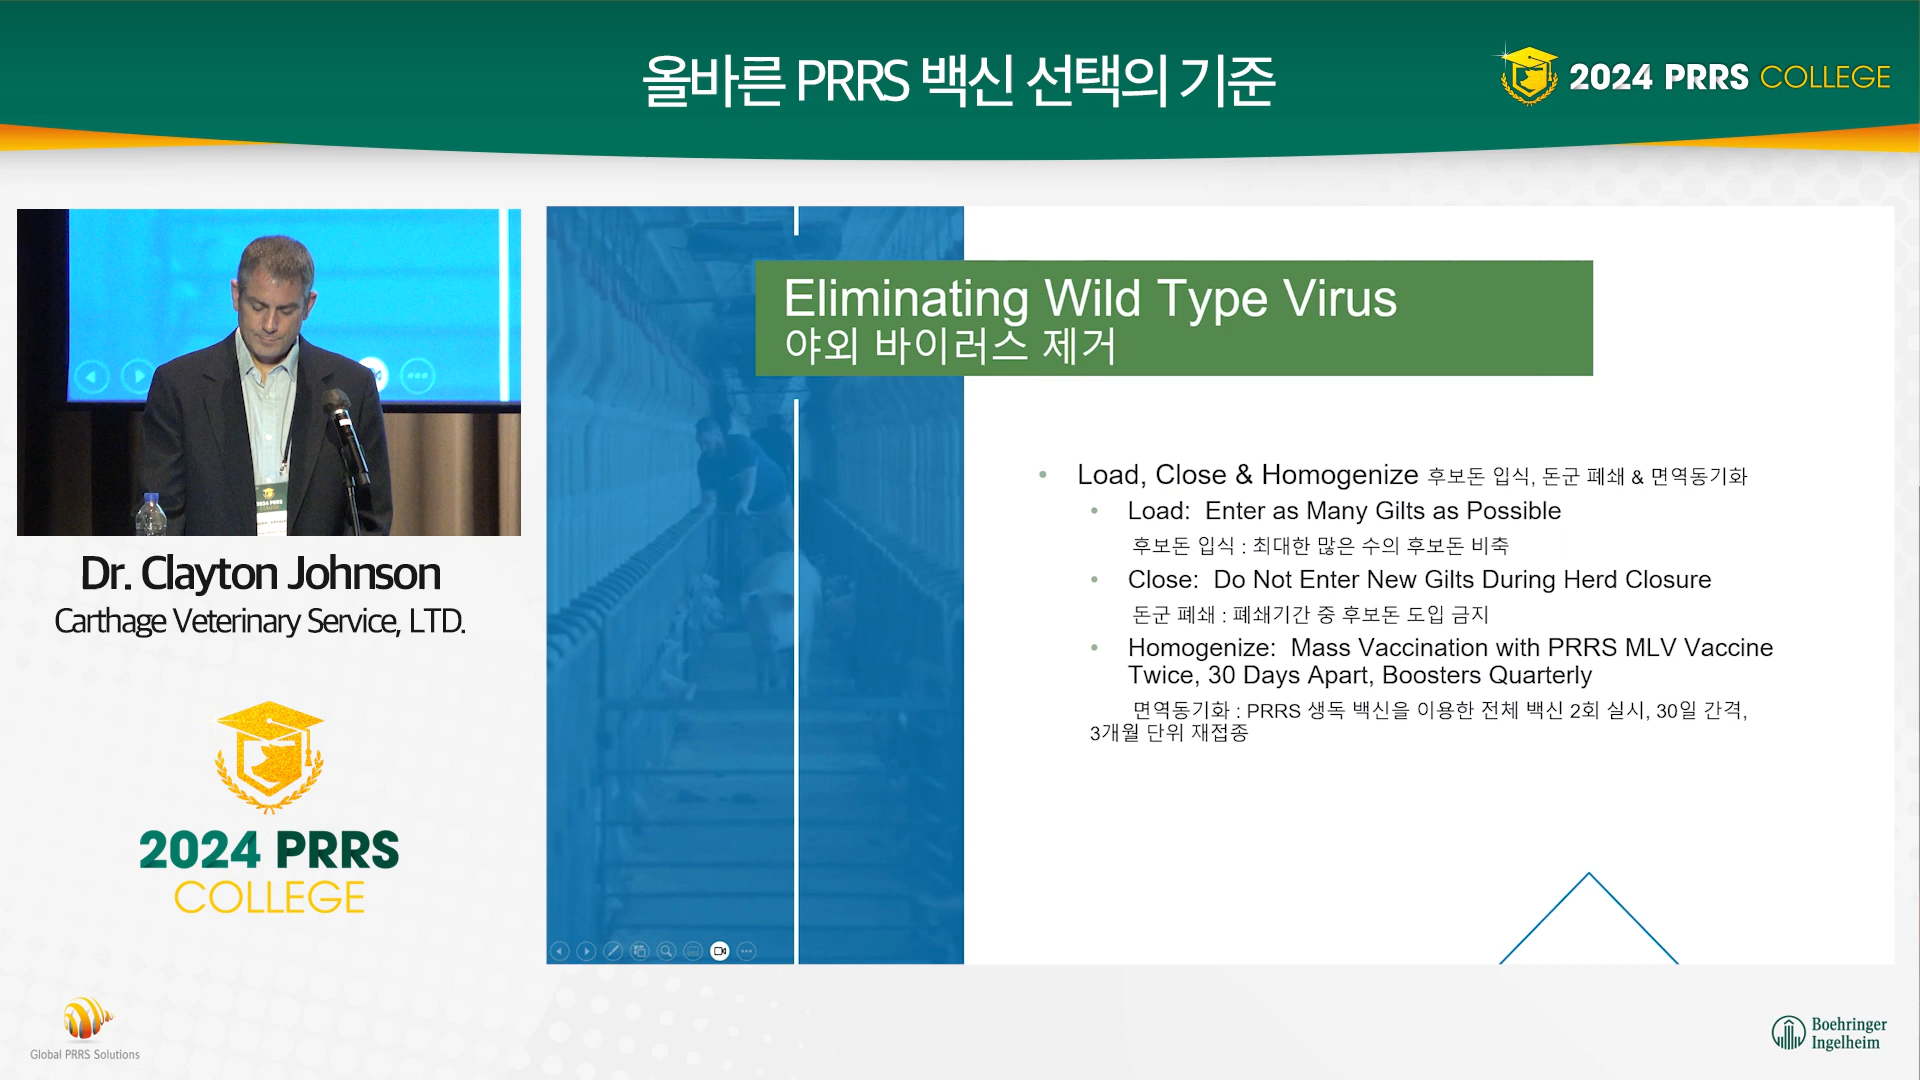 올바른 PRRS 백신 선택의 기준
2024 PRRS COLLEGE
Eliminating Wild Type Virus
야외 바이러스 제거
• Load, Close & Homogenize 후보돈 입식, 돈군 폐쇄 & 면역동기화
• Load: Enter as Many Gilts as Possible
후보돈 입식 : 최대한 많은 수의 후보돈 비축
• Close: Do Not Enter New Gilts During Herd Closure
돈군 폐쇄 : 폐쇄기간 중 후보돈 도입 금지
• Homogenize: Mass Vaccination with PRRS MLV Vaccine
Twice, 30 Days Apart, Boosters Quarterly
면역동기화 : PRRS 생독 백신을 이용한 전체 백신 2회 실시, 30일 간격,
3개월 단위 재접종
Dr. Clayton Johnson
Carthage Veterinary Service, LTD.
2024 PRRS
COLLEGE
Global PRRS Solutions
Boehringer
Ingelheim